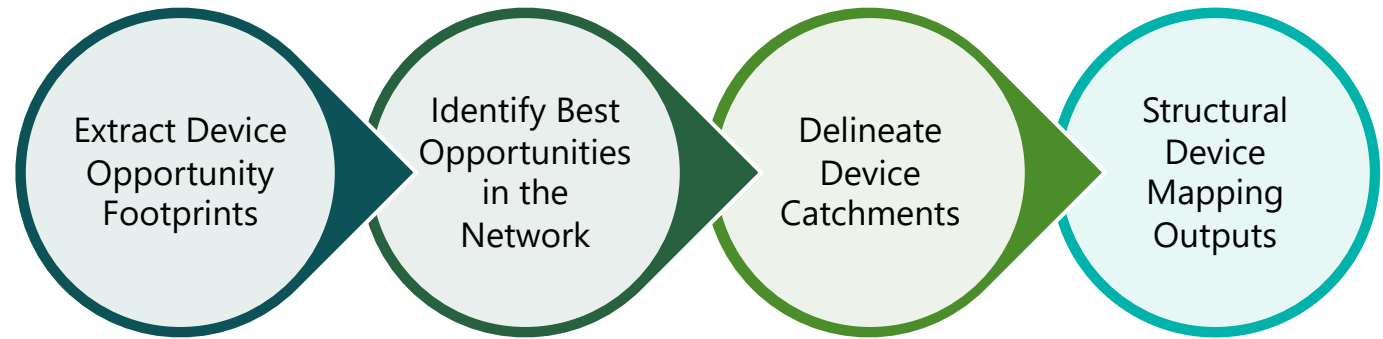 Extract Device
Opportunity
Footprints
Identify Best
Opportunities
in the
Network
Delineate
Device
Catchments
Structural
Device
Mapping
Outputs